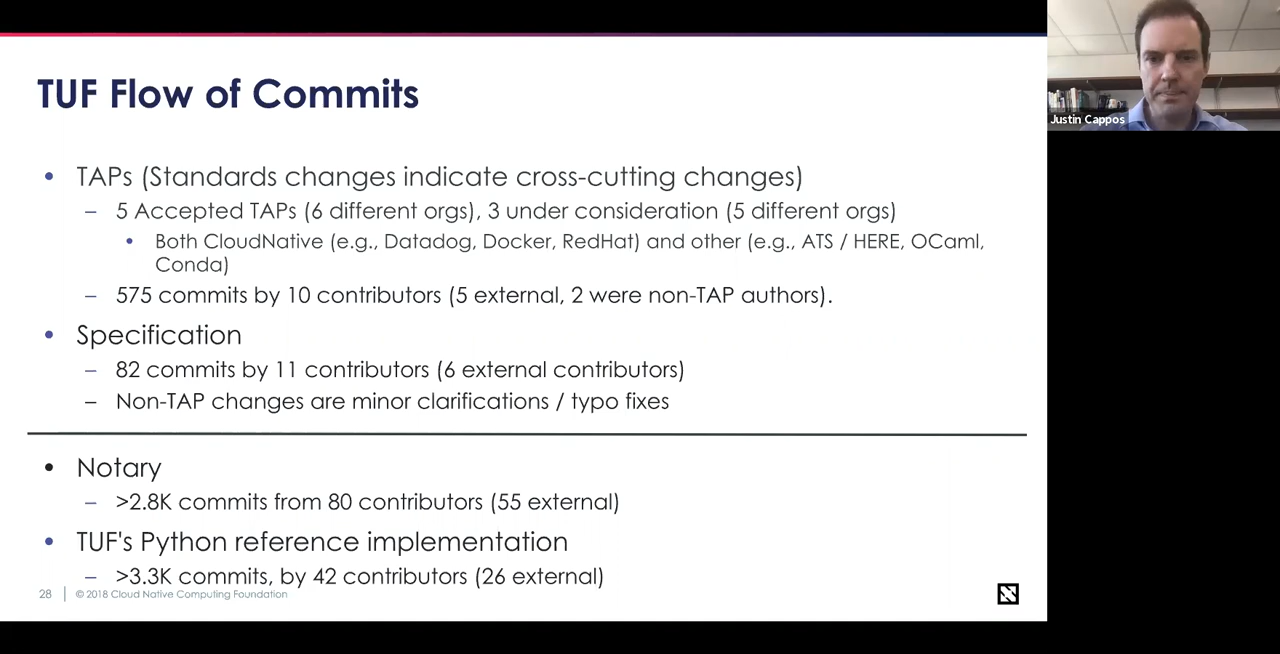 TUF Flow of Commits
Justin Cappos
• TAPs (Standards changes indicate cross-cutting changes)
– 5 Accepted TAPs (6 different orgs), 3 under consideration (5 different orgs)
• Both CloudNative (e.g., Datadog, Docker, RedHat) and other (e.g., ATS / HERE, OCaml,
Conda)
– 575 commits by 10 contributors (5 external, 2 were non-TAP authors).
• Specification
– 82 commits by 11 contributors (6 external contributors)
– Non-TAP changes are minor clarifications / typo fixes
• Notary
– >2.8K commits from 80 contributors (55 external)
• TUF's Python reference implementation
– >3.3K commits, by 42 contributors (26 external)
28 | © 2018 Cloud Native Computing Foundation